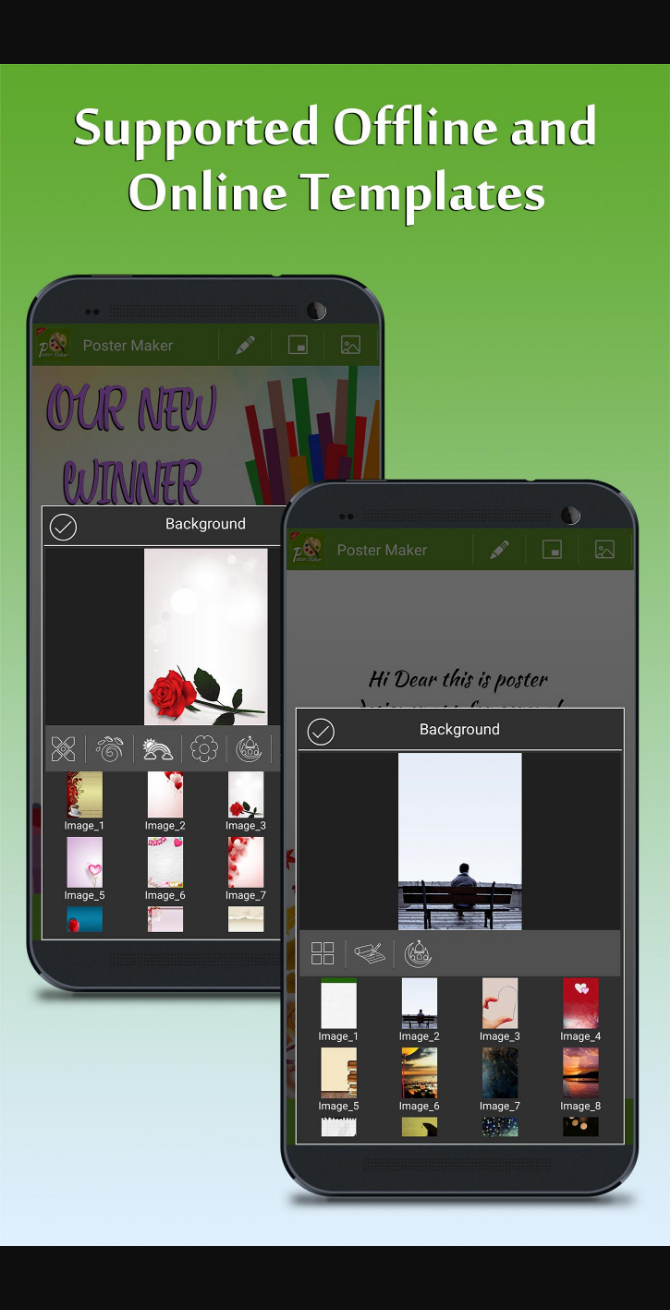 Supported Offline and
Online Templates
Poster Maker
OUR NEW
WINNER
Background
Image_1
Image_2
Image_3
Image_5
Image_6
Image_7
Poster Maker
Hi Dear this is poster
Background
Image_1
Image_2
Image_3
Image_4
Image_5
Image_6
Image_7
Image_8